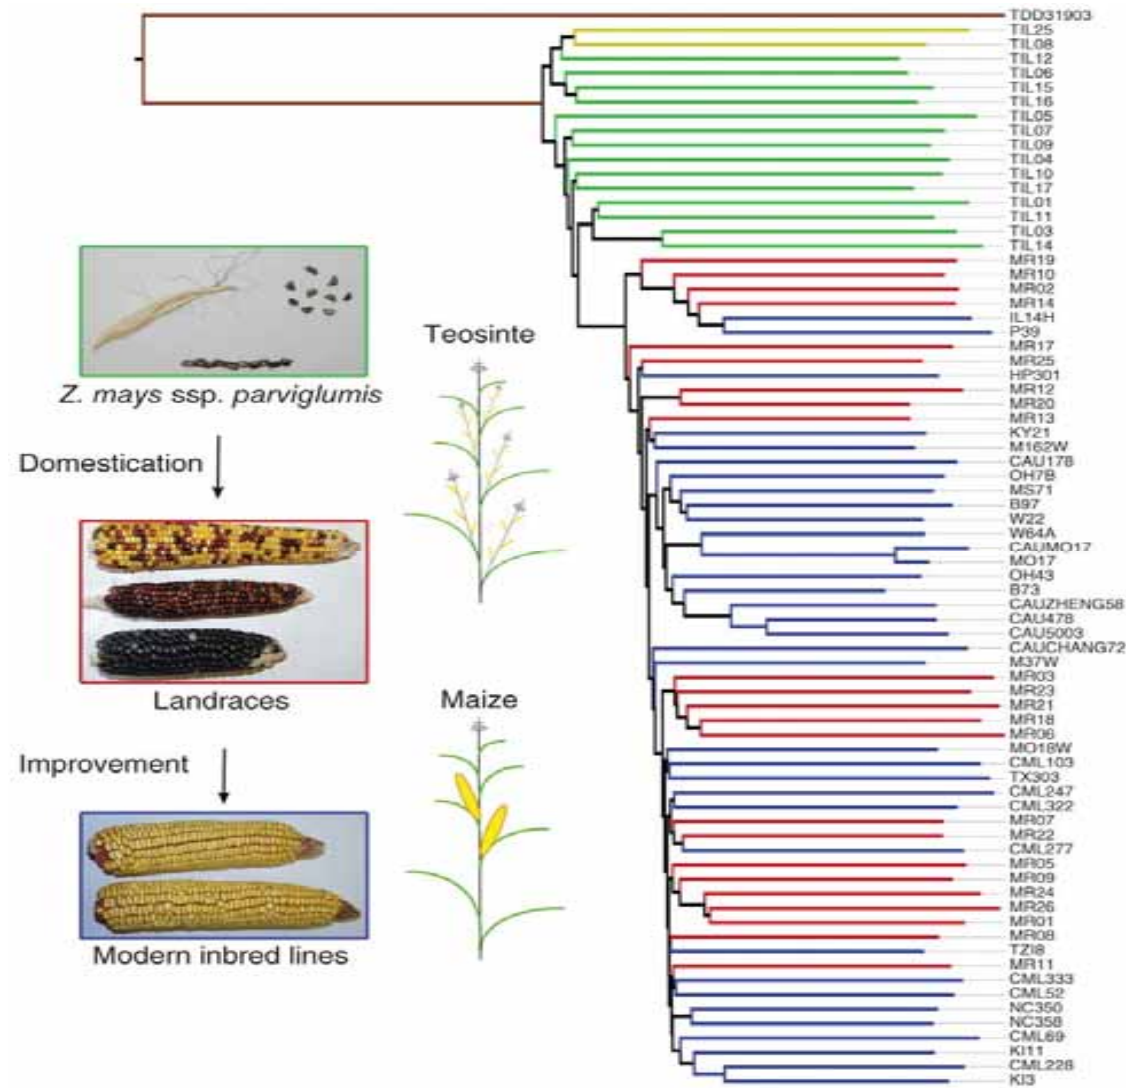 Z. mays ssp. parviglumis
Domestication
Landraces
Improvement
Modern inbred lines
Teosinte
Maize
TDD31903
TIL25
TIL08
TIL12
TIL06
TIL15
TIL16
TIL05
TIL07
TIL09
TIL04
TIL10
TIL17
TIL01
TIL11
TIL03
TIL14
MR19
MR10
MR02
MR14
IL14H
P39
MR17
MR25
HP301
MR12
MR20
MR13
KY21
M162W
CAU178
OH7B
MS71
B97
W22
W64A
CAUMO17
MO17
OH43
B73
CAUZHENG58
CAU478
CAU5003
CAUCHANG72
M37W
MR03
MR23
MR21
MR18
MR06
MO18W
CML103
TX303
CML247
CML322
MR07
MR22
CML277
MR05
MR09
MR24
MR26
MR01
MR08
TZI8
MR11
CML333
CML52
NC350
NC358
CML69
KI11
CML228
KI3